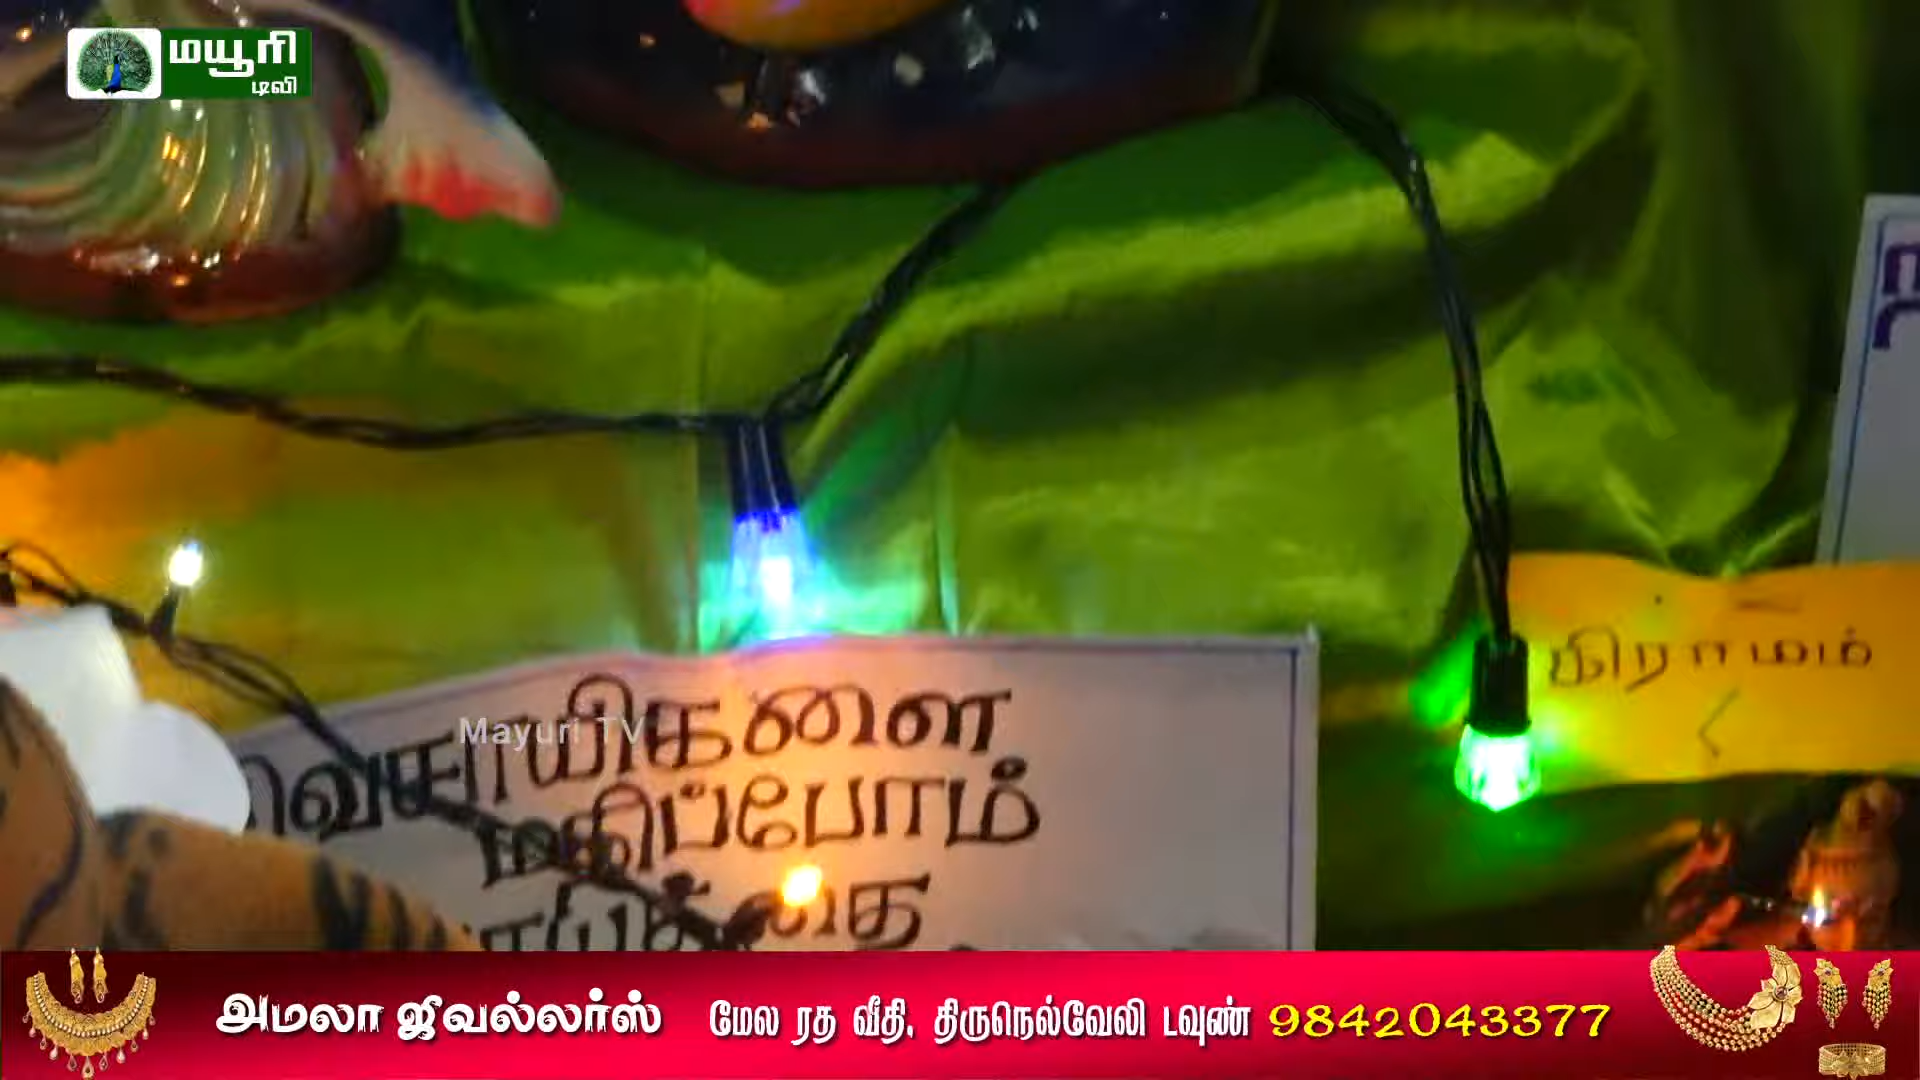 மயூரி
டிவி
கிராமம்
Mayuri TV
விவசாயிகளை
மதிப்போம்
அமலா ஜிவல்லர்ஸ் மேல ரத வீதி, திருநெல்வேலி டவுண் 9842043377